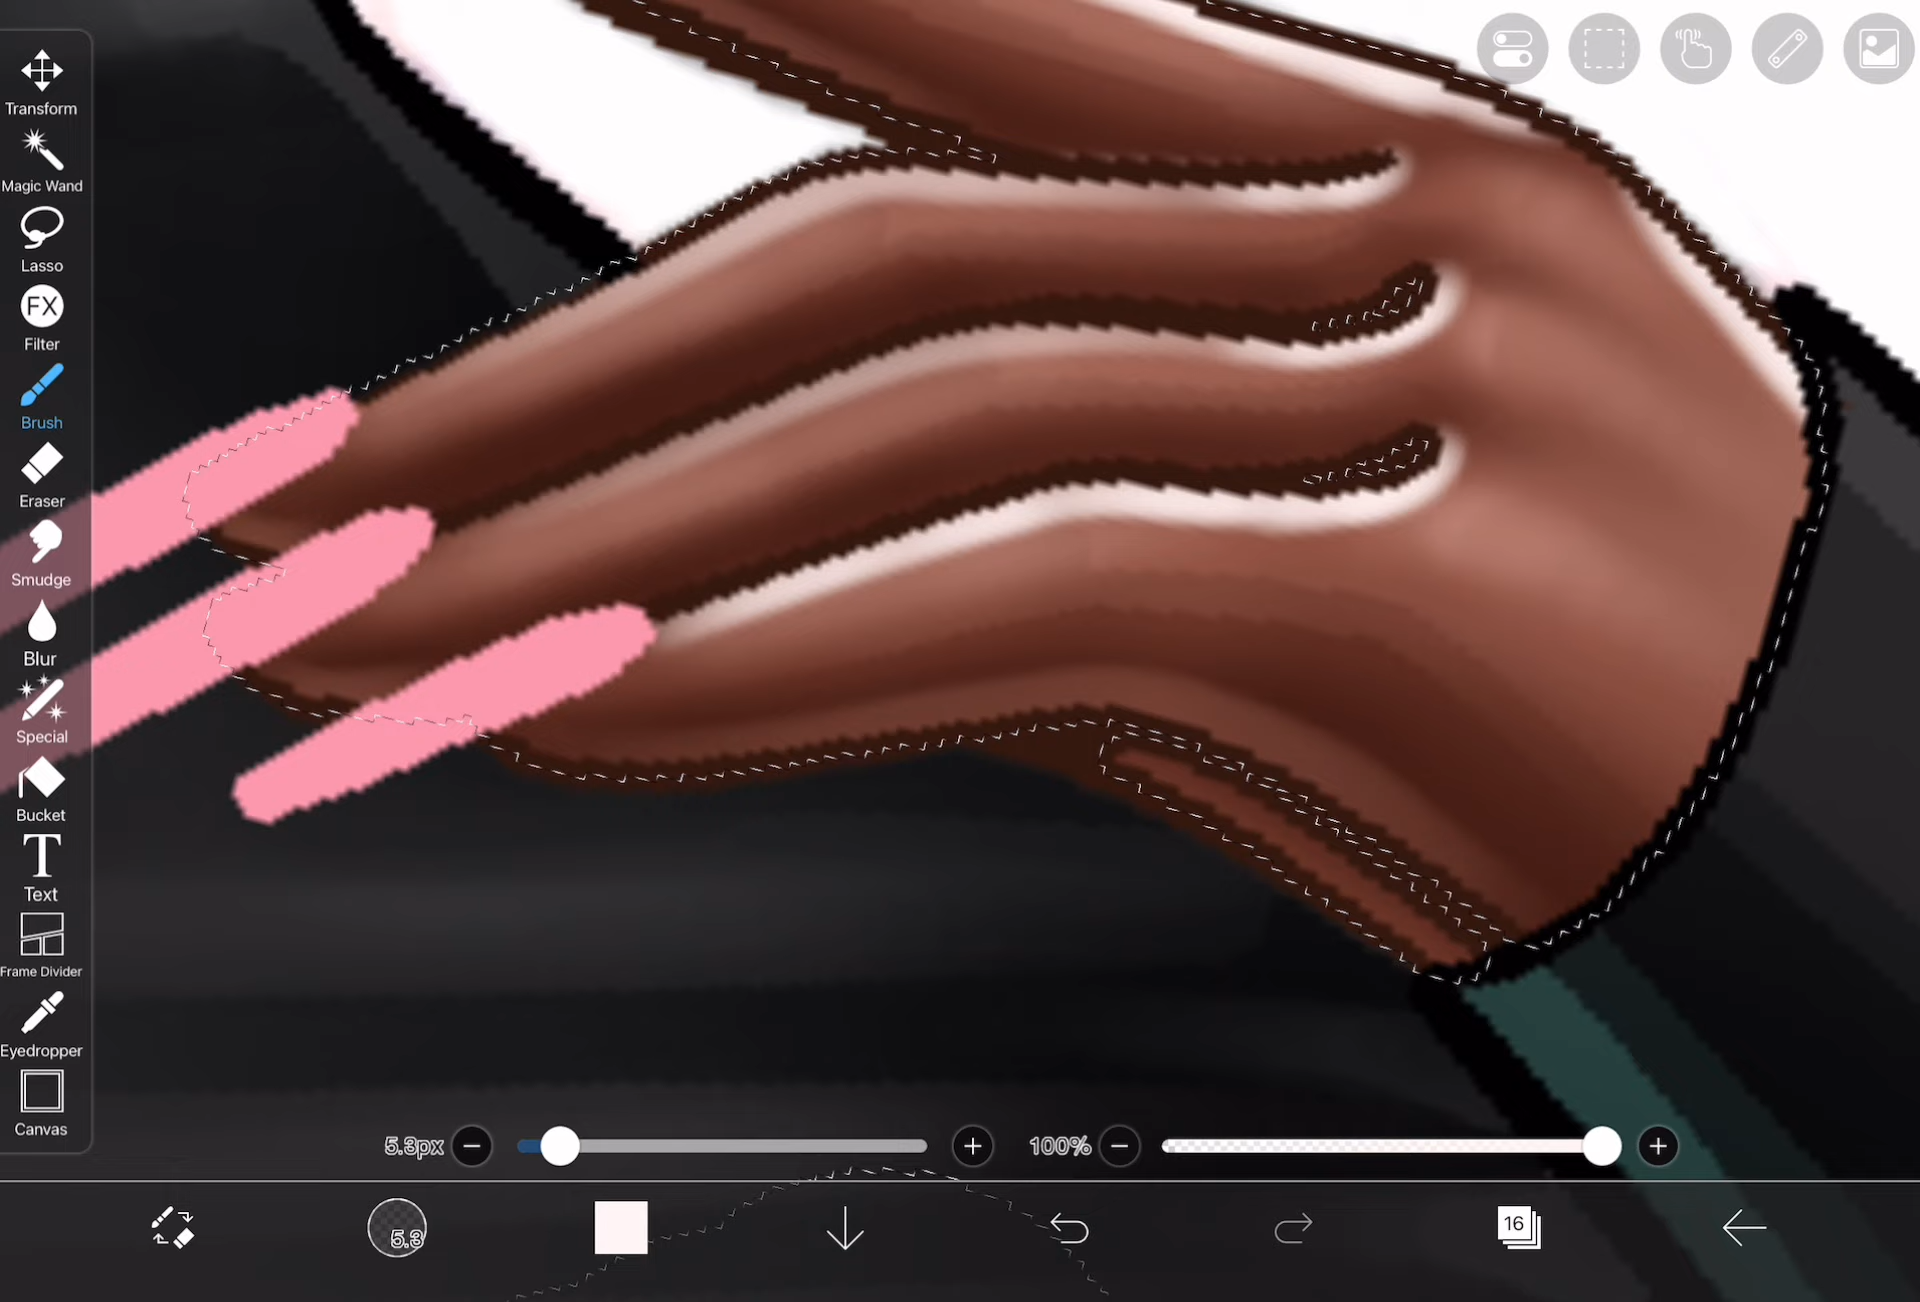 Transform
Magic Wand
Lasso
FX
Filter
Brush
Eraser
Smudge
Blur
Special
Bucket
T
Text
Frame Divider
Eyedropper
Canvas
5.3px
100%
5.3
16